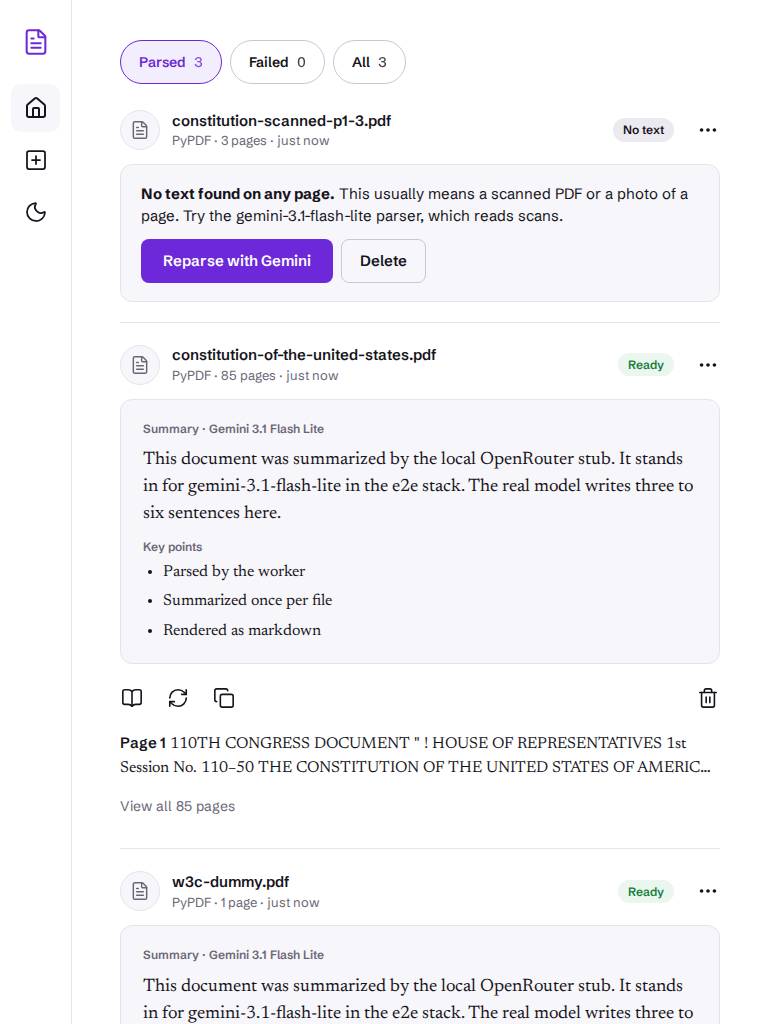 Parsed 3 Failed 0 All 3
constitution-scanned-p1-3.pdf
PyPDF · 3 pages · just now
No text
No text found on any page. This usually means a scanned PDF or a photo of a
page. Try the gemini-3.1-flash-lite parser, which reads scans.
Reparse with Gemini Delete
constitution-of-the-united-states.pdf
PyPDF · 85 pages · just now
Ready
Summary · Gemini 3.1 Flash Lite
This document was summarized by the local OpenRouter stub. It stands
in for gemini-3.1-flash-lite in the e2e stack. The real model writes three to
six sentences here.
Key points
• Parsed by the worker
• Summarized once per file
• Rendered as markdown
Page 1 110TH CONGRESS DOCUMENT " ! HOUSE OF REPRESENTATIVES 1st
Session No. 110–50 THE CONSTITUTION OF THE UNITED STATES OF AMERIC...
View all 85 pages
w3c-dummy.pdf
PyPDF · 1 page · just now
Ready
Summary · Gemini 3.1 Flash Lite
This document was summarized by the local OpenRouter stub. It stands
in for gemini-3.1-flash-lite in the e2e stack. The real model writes three to